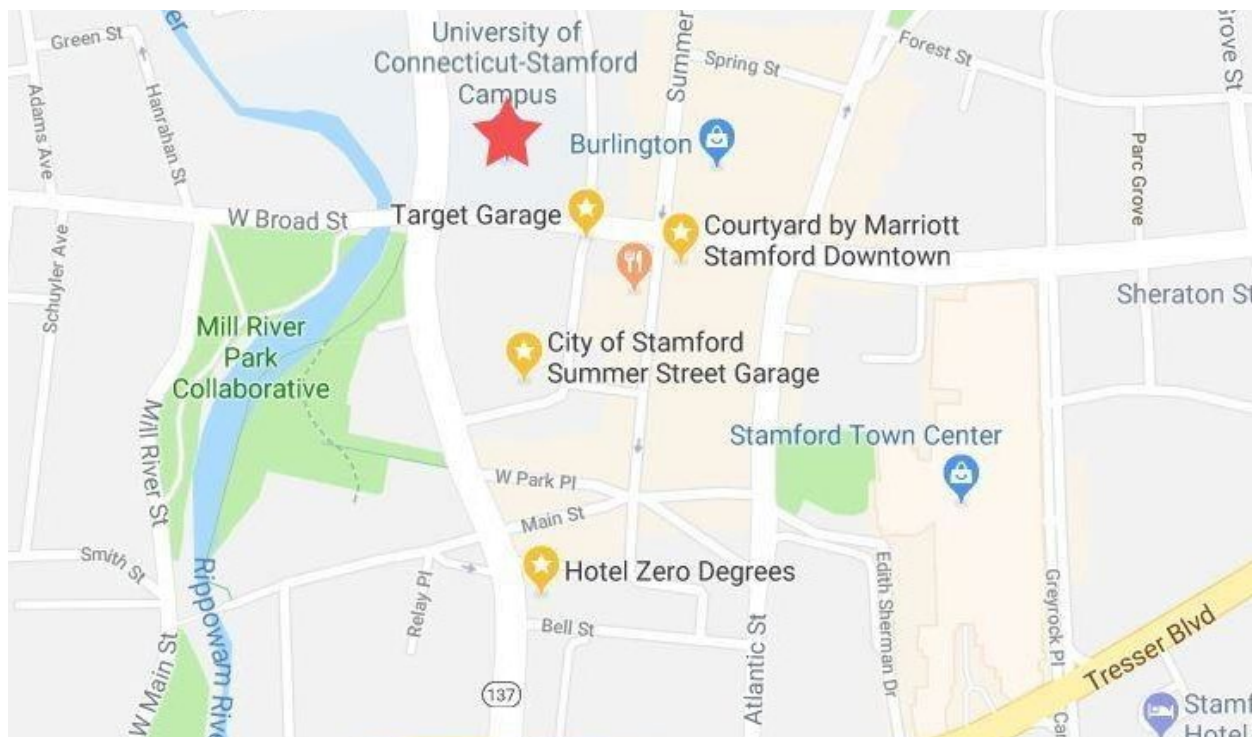 University of
Connecticut-Stamford
Campus
Summer
Green St
Adams Ave
Hanrahan St
Spring St
Forest St
Grove St
Burlington
Parc Grove
W Broad St
Target Garage
Courtyard by Marriott
Stamford Downtown
Schuyler Ave
Sheraton St
Mill River
Park
Collaborative
City of Stamford
Summer Street Garage
Mill River St
Stamford Town Center
W Park Pl
Main St
Smith St
Rippowam Rive
Relay Pl
Hotel Zero Degrees
Bell St
Edith Sherman Dr
Greyrock Pl
Tresser Blvd
W Main St
137
Atlantic St
Ca
Stamf
Hotel